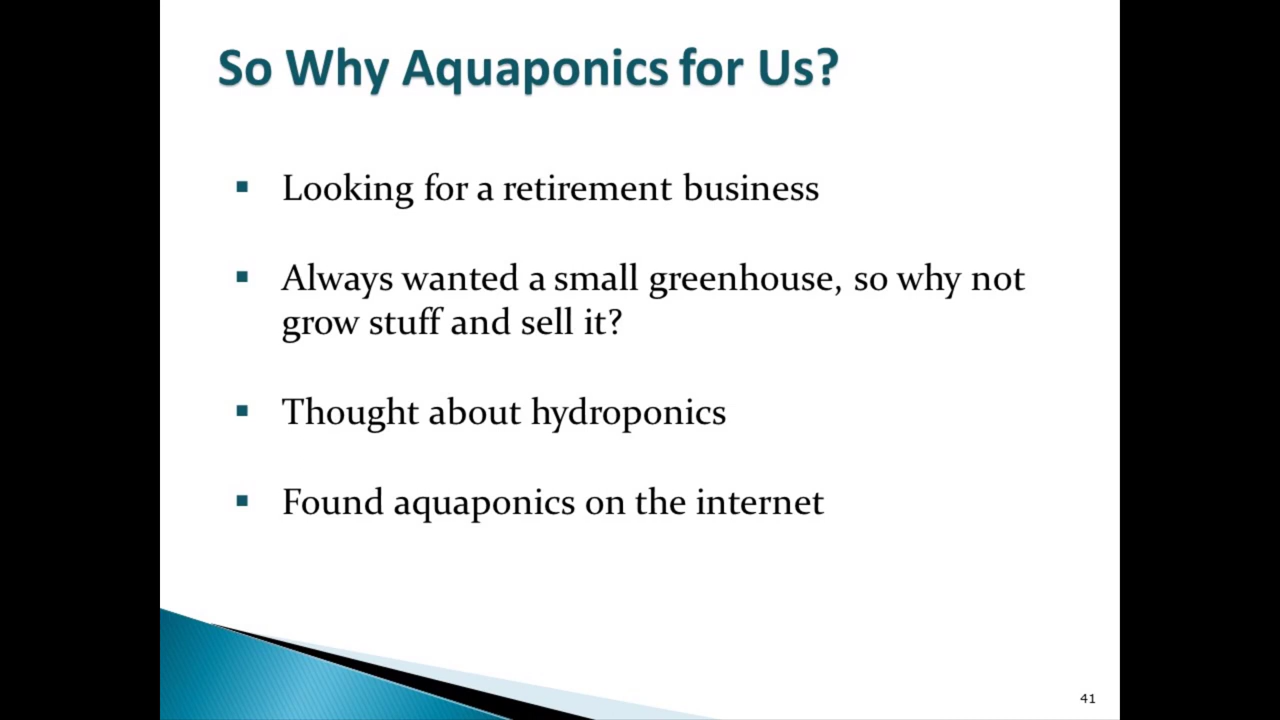 So Why Aquaponics for Us?
▪ Looking for a retirement business
▪ Always wanted a small greenhouse, so why not
grow stuff and sell it?
▪ Thought about hydroponics
▪ Found aquaponics on the internet
41